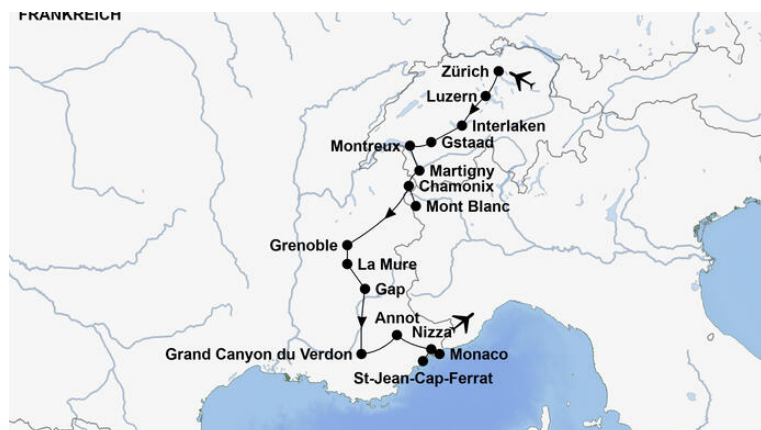 FRANKREICH
Zürich
Luzern
Interlaken
Gstaad
Montreux
Martigny
Chamonix
Mont Blanc
Grenoble
La Mure
Gap
Annot
Nizza
Grand Canyon du Verdon
Monaco
St-Jean-Cap-Ferrat